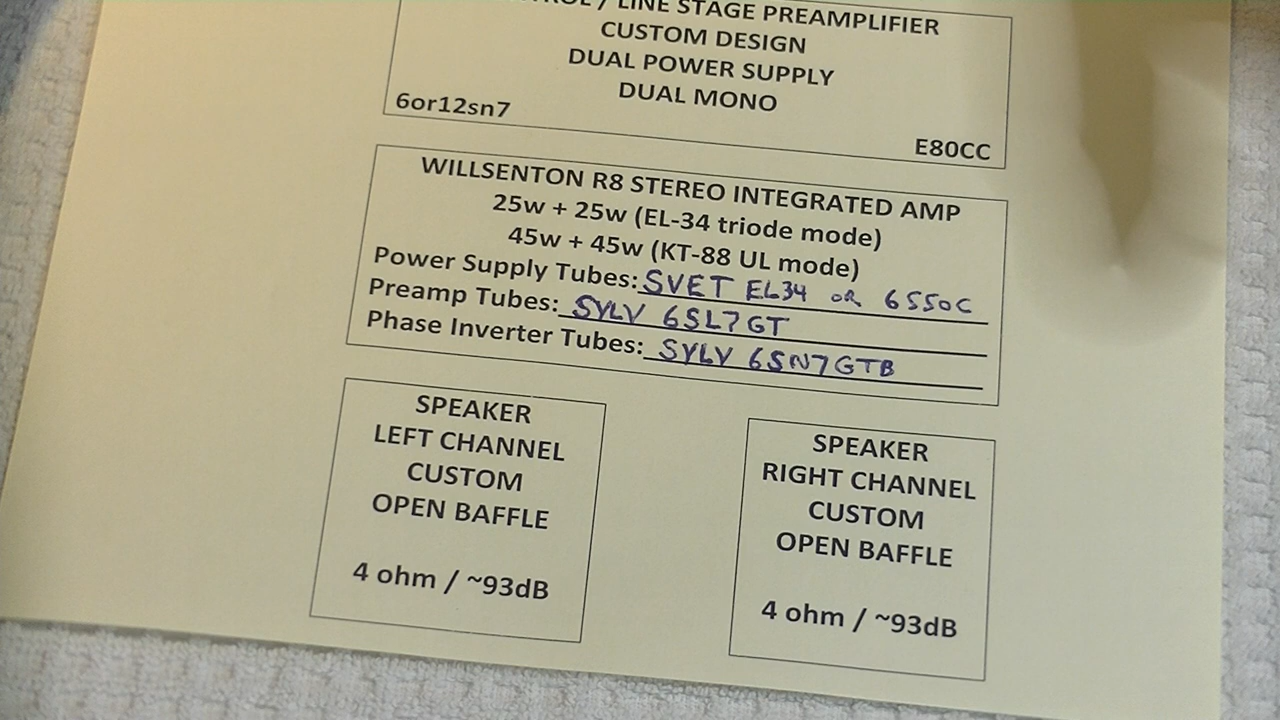 / LINE STAGE PREAMPLIFIER
CUSTOM DESIGN
DUAL POWER SUPPLY
DUAL MONO
6or12sn7
E80CC
WILLSENTON R8 STEREO INTEGRATED AMP
25w + 25w (EL-34 triode mode)
45w + 45w (KT-88 UL mode)
Power Supply Tubes: SVET EL34 OR 6550C
Preamp Tubes: SYLV 6SL7GT
Phase Inverter Tubes: SYLV 6SN7GTB
SPEAKER
LEFT CHANNEL
CUSTOM
OPEN BAFFLE
4 ohm / ~93dB
SPEAKER
RIGHT CHANNEL
CUSTOM
OPEN BAFFLE
4 ohm / ~93dB